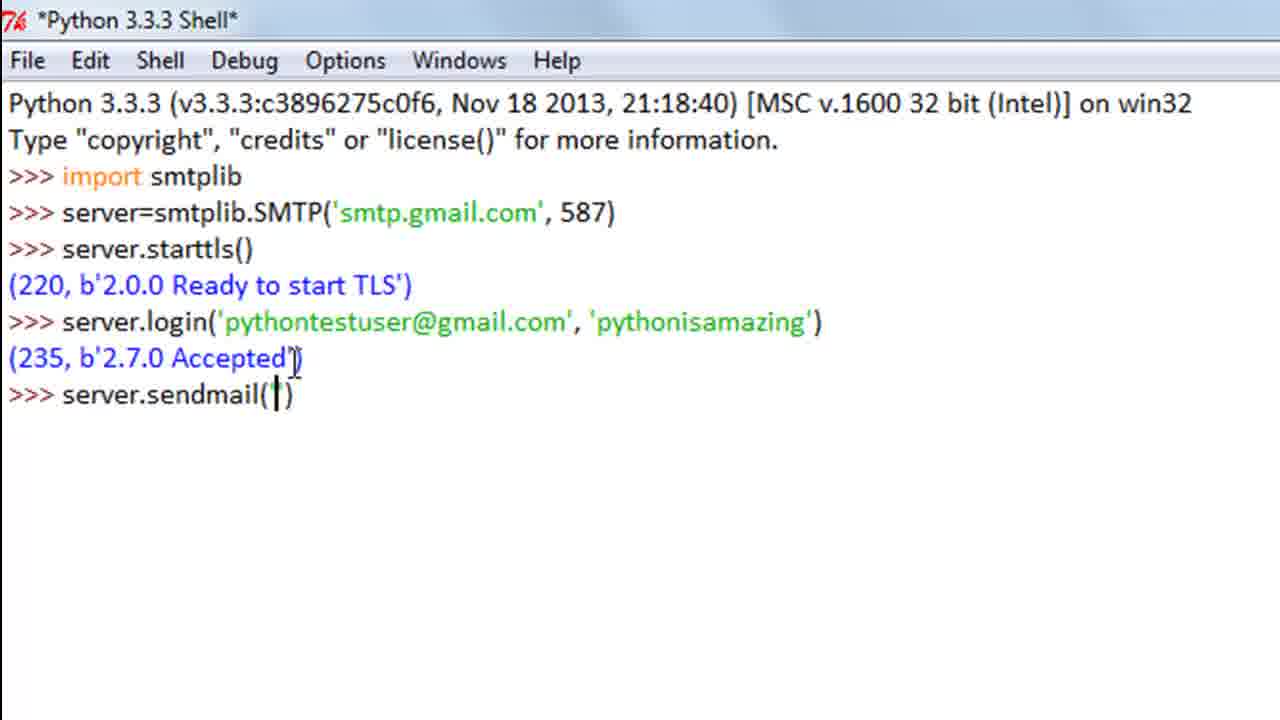 *Python 3.3.3 Shell*
File Edit Shell Debug Options Windows Help
Python 3.3.3 (v3.3.3:c3896275c0f6, Nov 18 2013, 21:18:40) [MSC v.1600 32 bit (Intel)] on win32
Type "copyright", "credits" or "license()" for more information.
>>> import smtplib
>>> server=smtplib.SMTP('smtp.gmail.com', 587)
>>> server.starttls()
(220, b'2.0.0 Ready to start TLS')
>>> server.login('pythontestuser@gmail.com', 'pythonisamazing')
(235, b'2.7.0 Accepted')
>>> server.sendmail('')